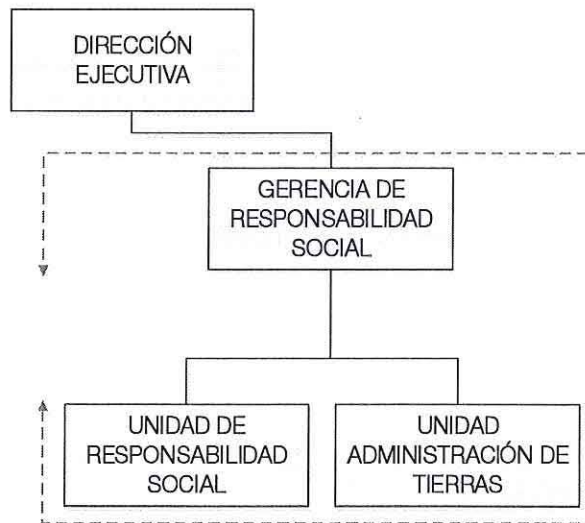 DIRECCIÓN
EJECUTIVA
GERENCIA DE
RESPONSABILIDAD
SOCIAL
UNIDAD DE
RESPONSABILIDAD
SOCIAL
UNIDAD
ADMINISTRACIÓN DE
TIERRAS